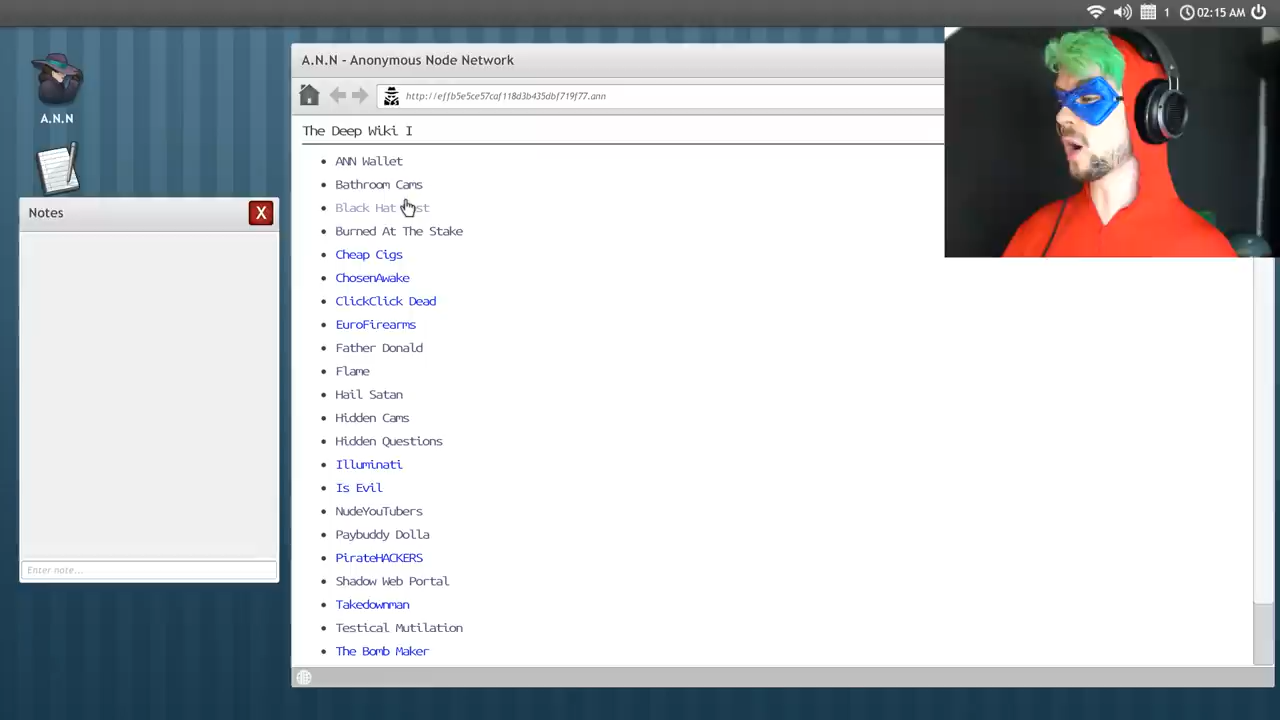 1 02:15 AM
A.N.N
Notes
Enter note...
A.N.N - Anonymous Node Network
http://effb5e5ce57caf118d3b435dbf719f77.ann
The Deep Wiki I
ANN Wallet
Bathroom Cams
Black Hat
Burned At The Stake
Cheap Cigs
ChosenAwake
ClickClick Dead
EuroFirearms
Father Donald
Flame
Hail Satan
Hidden Cams
Hidden Questions
Illuminati
Is Evil
NudeYouTubers
Paybuddy Dolla
PirateHACKERS
Shadow Web Portal
Takedownman
Testical Mutilation
The Bomb Maker